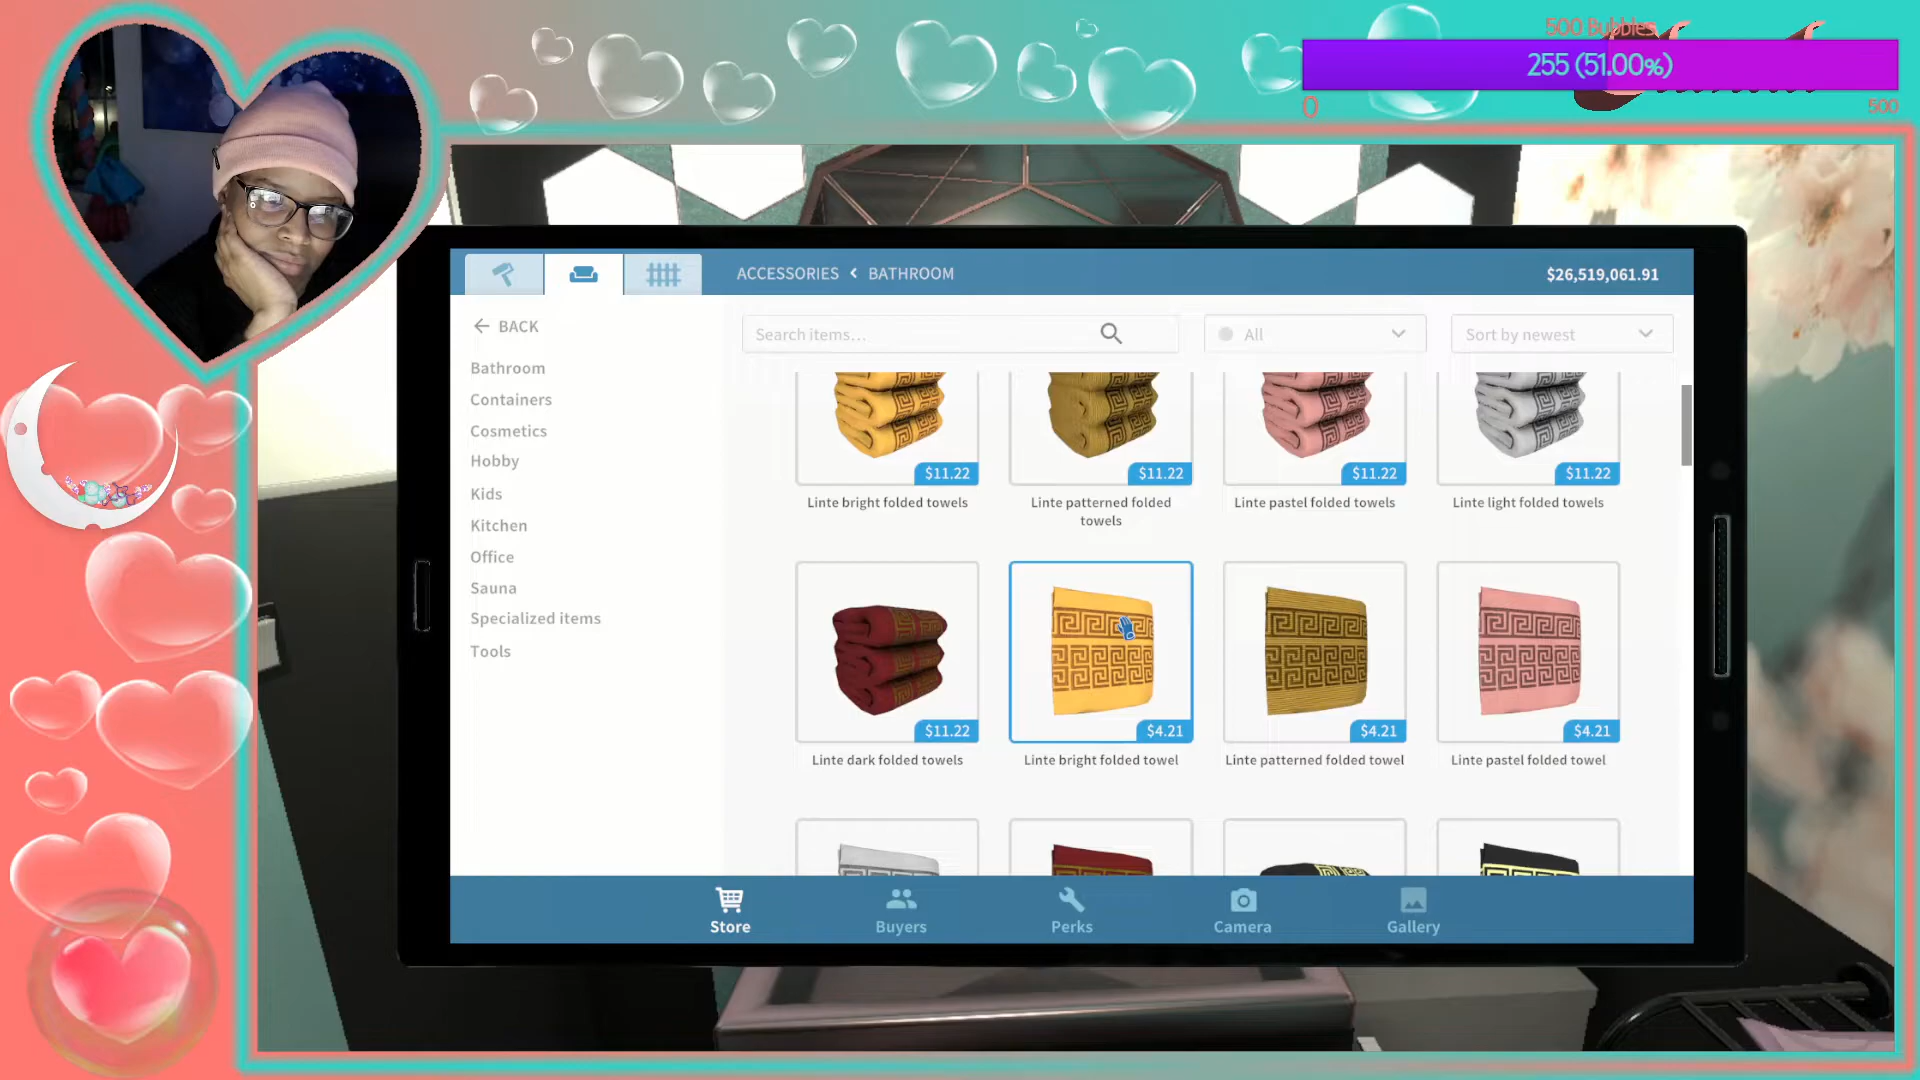 500 Bubbles
255 (51.00%)
0
500
ACCESSORIES < BATHROOM
$26,519,061.91
BACK
Search items...
All
Sort by newest
Bathroom
Containers
Cosmetics
Hobby
Kids
Kitchen
Office
Sauna
Specialized items
Tools
$11.22
$11.22
$11.22
$11.22
Linte bright folded towels
Linte patterned folded
towels
Linte pastel folded towels
Linte light folded towels
$11.22
$4.21
$4.21
$4.21
Linte dark folded towels
Linte bright folded towel
Linte patterned folded towel
Linte pastel folded towel
Store
Buyers
Perks
Camera
Gallery